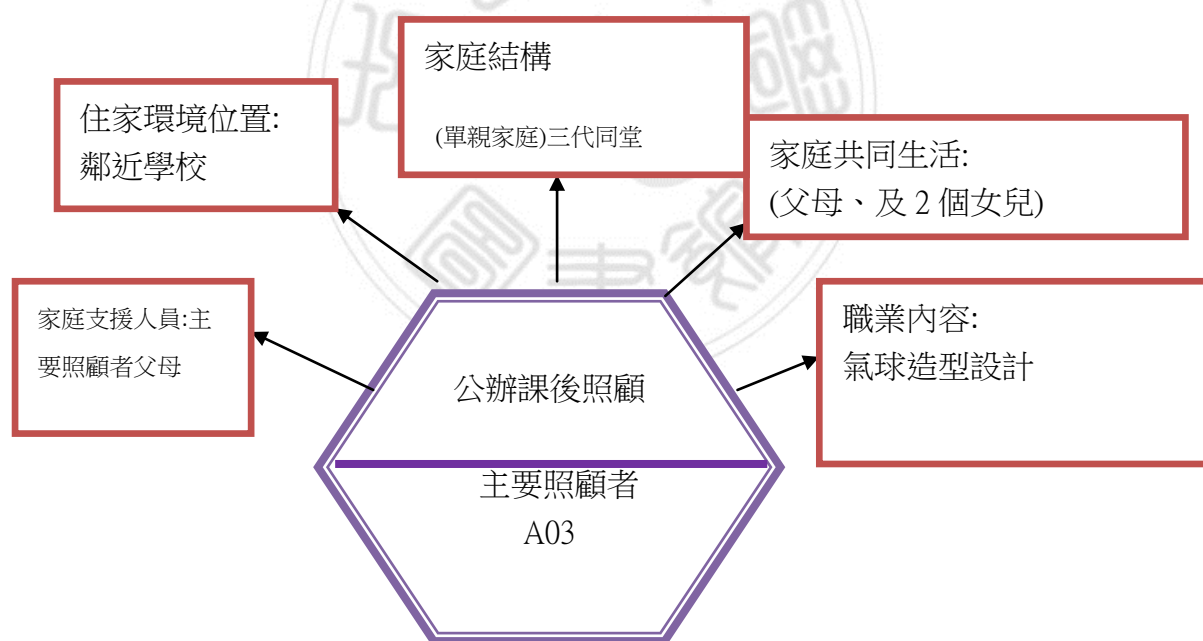 家庭結構
(單親家庭)三代同堂
住家環境位置:
鄰近學校
家庭共同生活:
(父母、及 2 個女兒)
家庭支援人員:主
要照顧者父母
職業內容:
氣球造型設計
公辦課後照顧
主要照顧者
A03